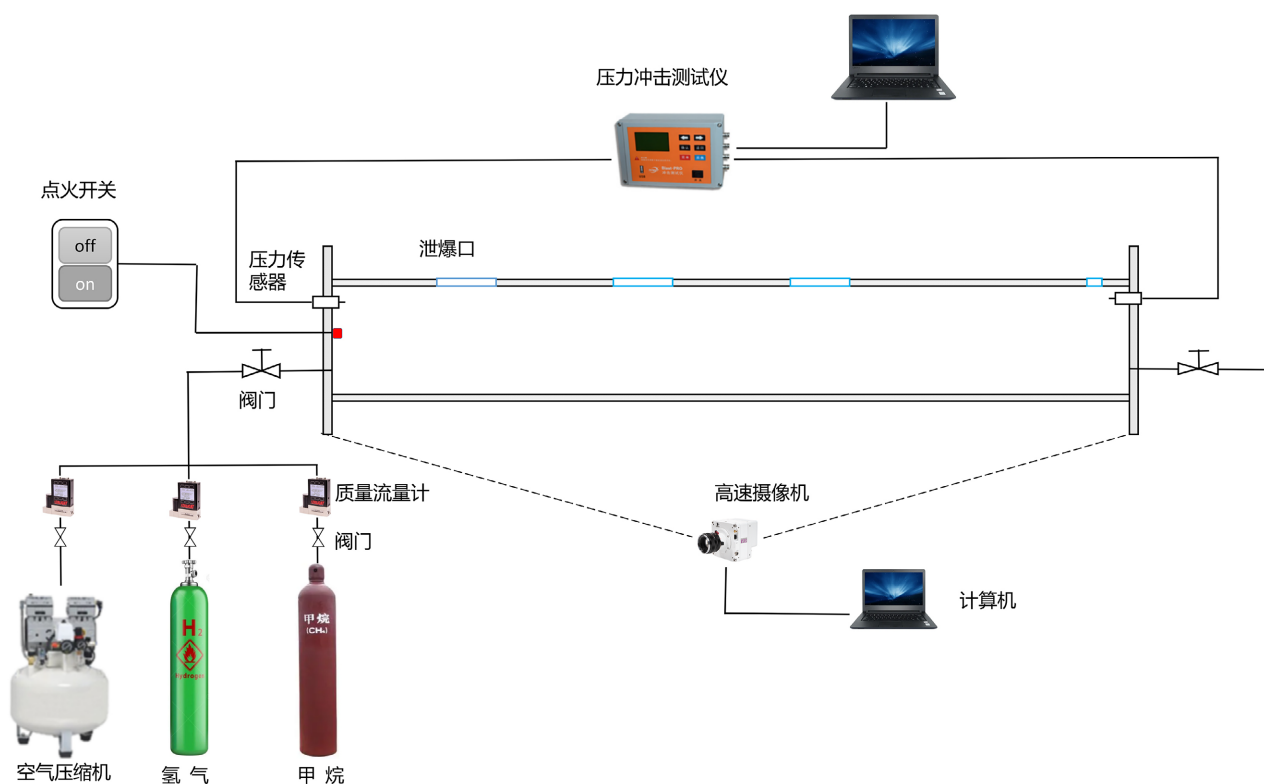 压力冲击测试仪
点火开关
off
on
压力传
感器
泄爆口
阀门
质量流量计
阀门
高速摄像机
计算机
H2
Hydrogen
甲烷
(CH₄)
空气压缩机
氢 气
甲 烷